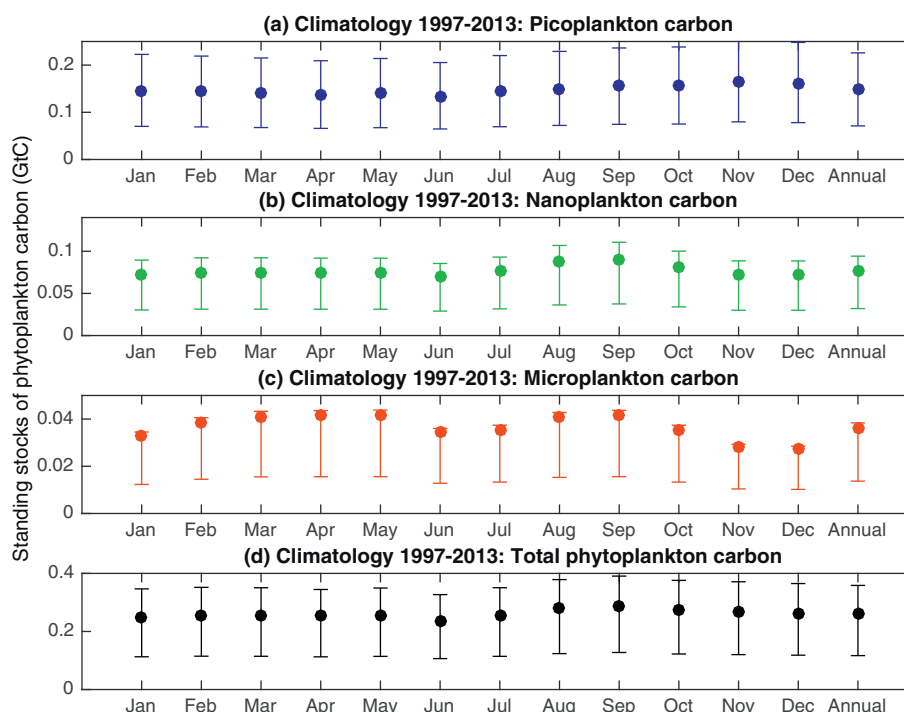 (a) Climatology 1997-2013: Picoplankton carbon
0.2
0.1
0
Jan Feb Mar Apr May Jun Jul Aug Sep Oct Nov Dec Annual
(b) Climatology 1997-2013: Nanoplankton carbon
0.1
0.05
0
Jan Feb Mar Apr May Jun Jul Aug Sep Oct Nov Dec Annual
(c) Climatology 1997-2013: Microplankton carbon
0.04
0.02
0
Jan Feb Mar Apr May Jun Jul Aug Sep Oct Nov Dec Annual
(d) Climatology 1997-2013: Total phytoplankton carbon
0.4
0.2
0
Jan Feb Mar Apr May Jun Jul Aug Sep Oct Nov Dec Annual
Standing stocks of phytoplankton carbon (GtC)